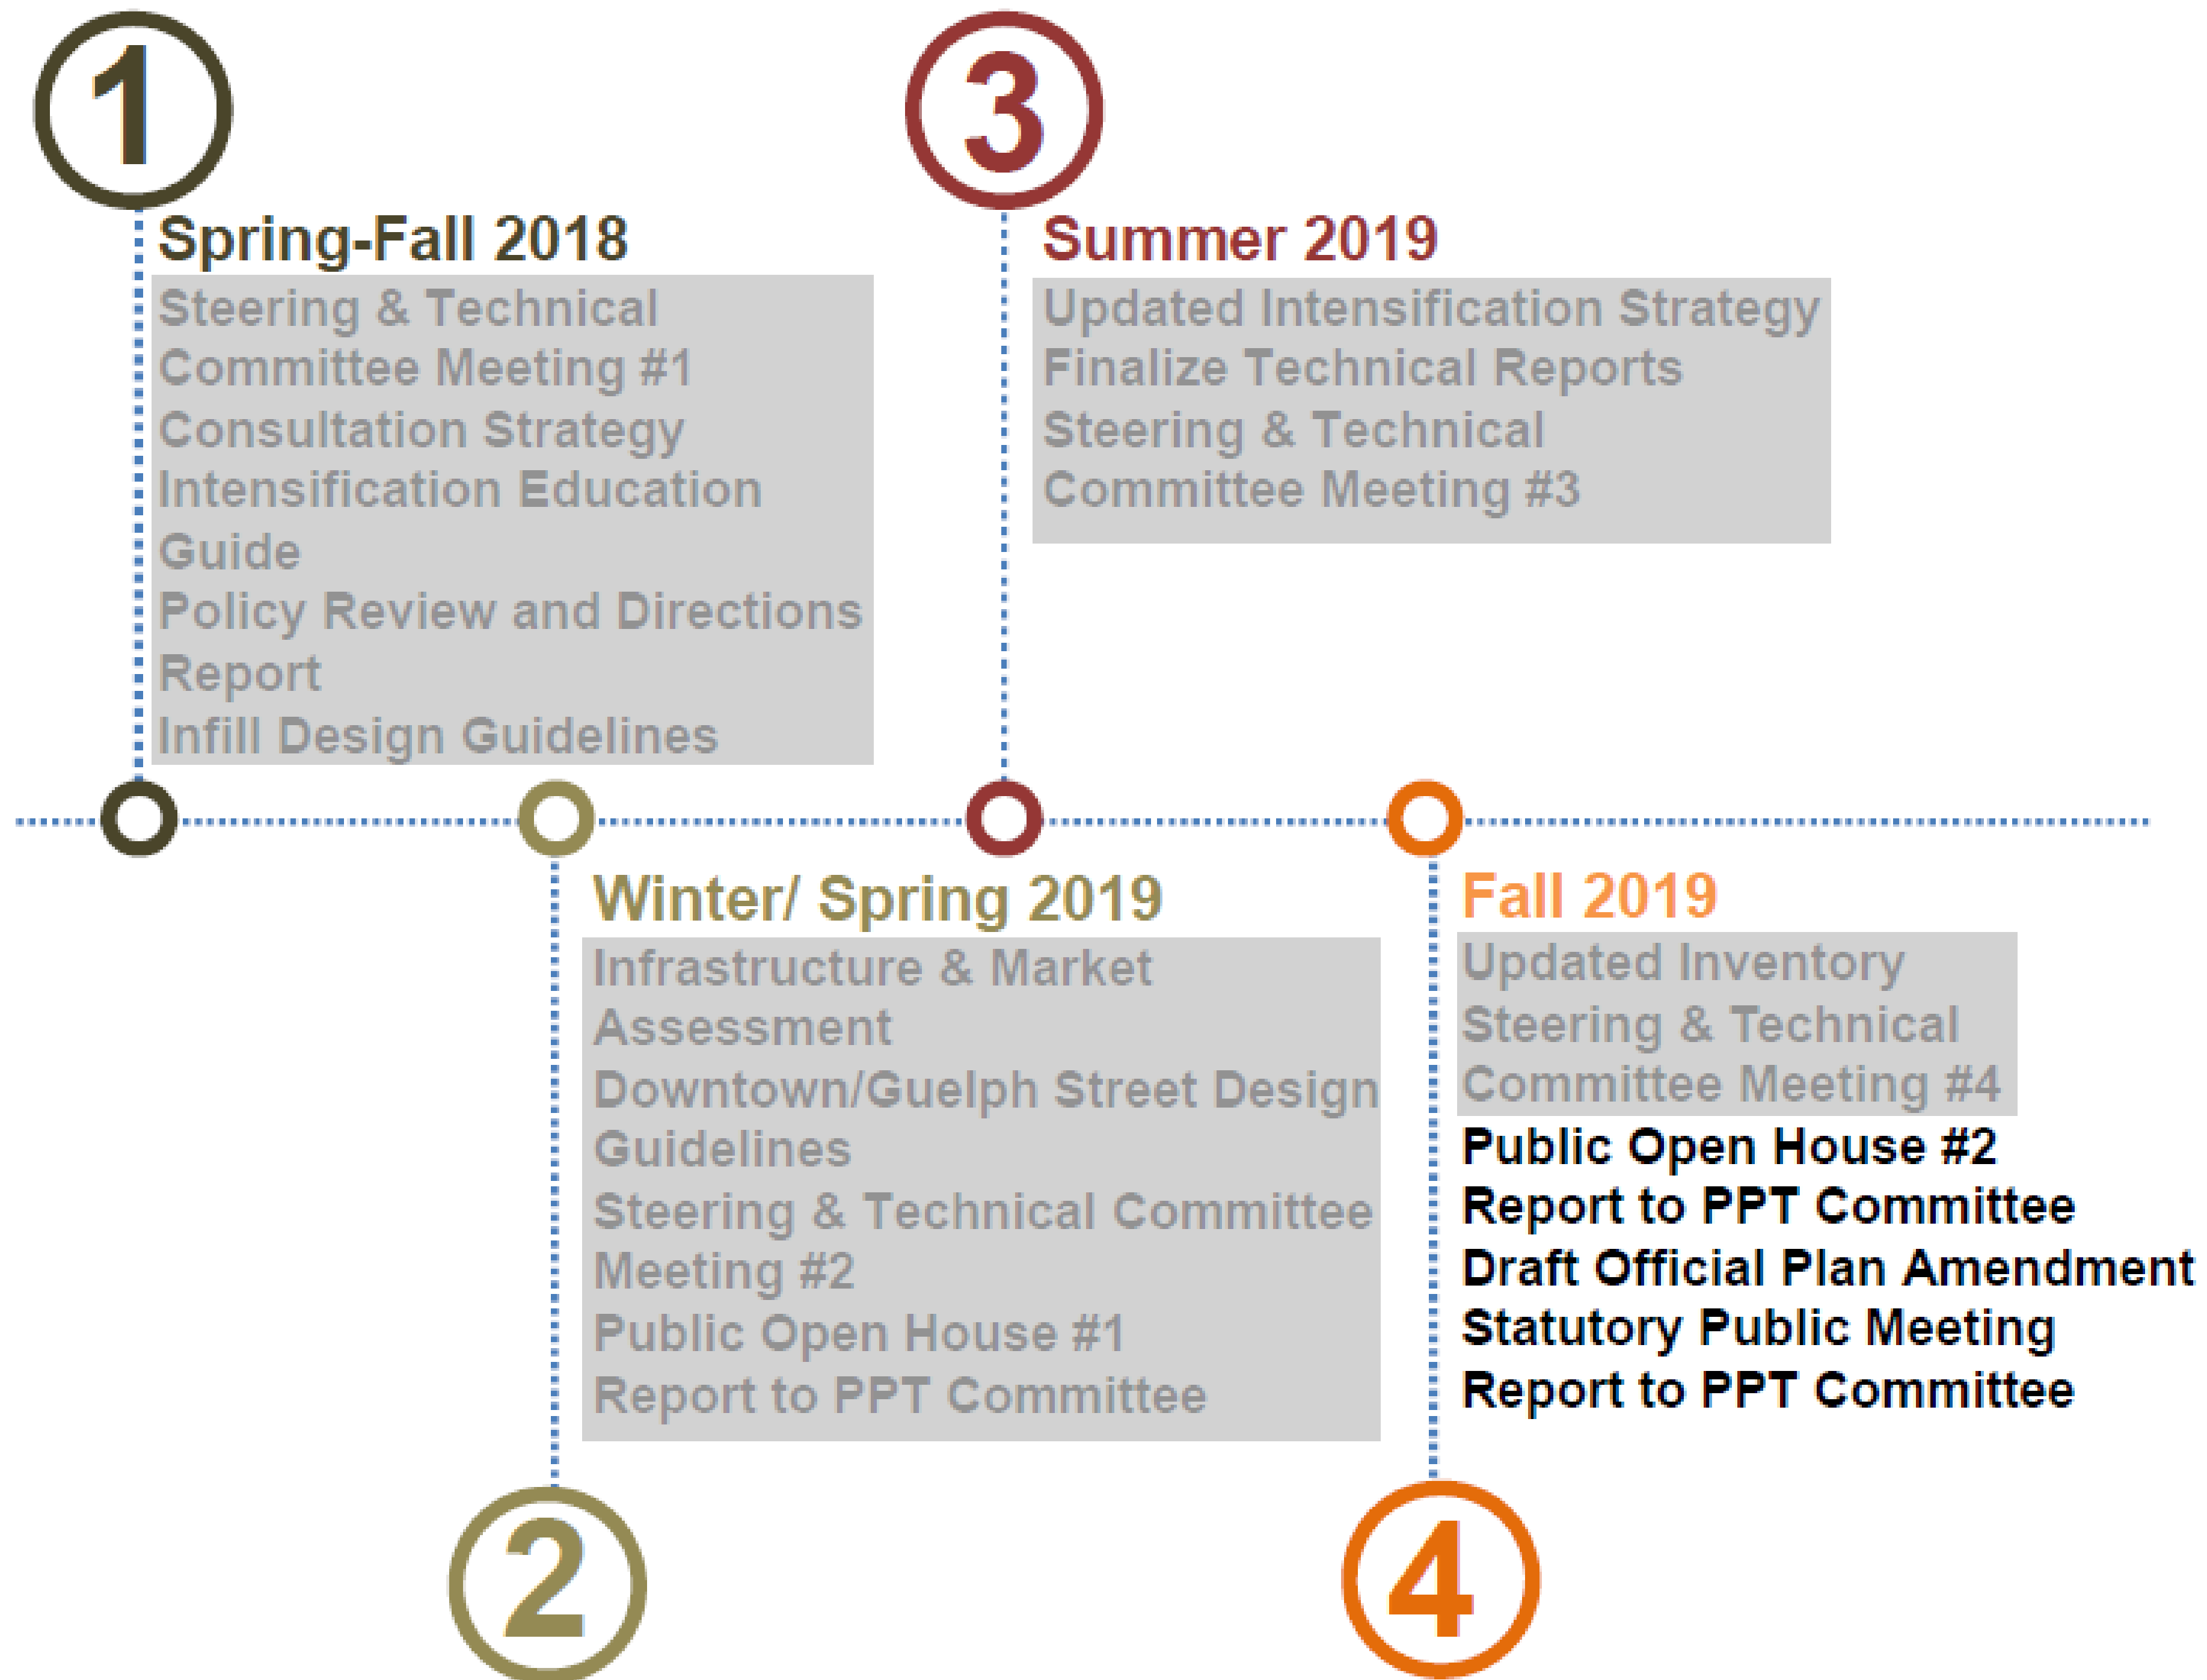 1
Spring-Fall 2018
Steering & Technical
Committee Meeting #1
Consultation Strategy
Intensification Education
Guide
Policy Review and Directions
Report
Infill Design Guidelines
2
Winter/ Spring 2019
Infrastructure & Market
Assessment
Downtown/Guelph Street Design
Guidelines
Steering & Technical Committee
Meeting #2
Public Open House #1
Report to PPT Committee
3
Summer 2019
Updated Intensification Strategy
Finalize Technical Reports
Steering & Technical
Committee Meeting #3
4
Fall 2019
Updated Inventory
Steering & Technical
Committee Meeting #4
Public Open House #2
Report to PPT Committee
Draft Official Plan Amendment
Statutory Public Meeting
Report to PPT Committee